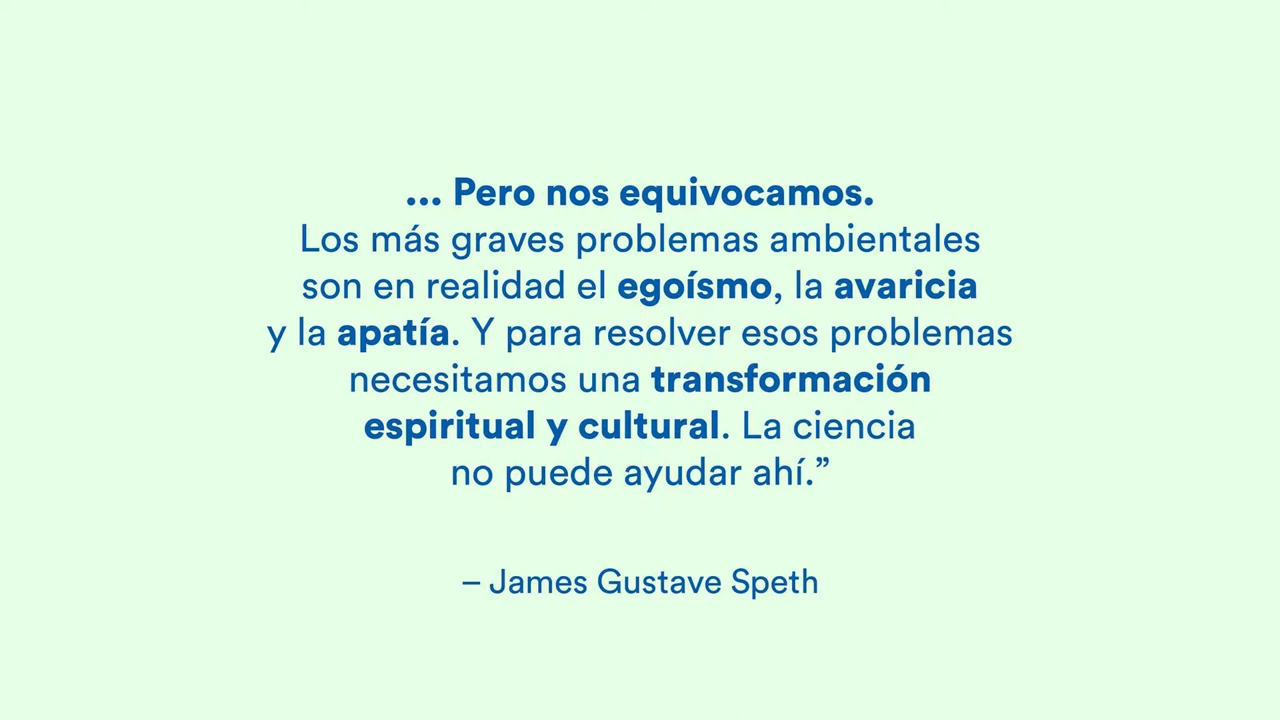 ... Pero nos equivocamos.
Los más graves problemas ambientales
son en realidad el egoísmo, la avaricia
y la apatía. Y para resolver esos problemas
necesitamos una transformación
espiritual y cultural. La ciencia
no puede ayudar ahí.”
– James Gustave Speth